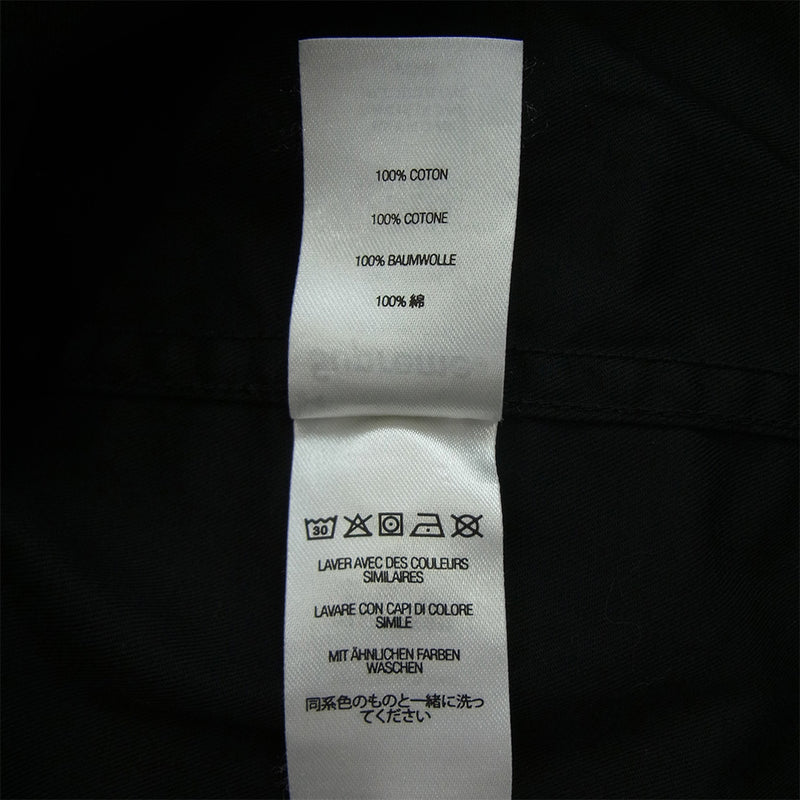 100% COTON
100% COTONE
100% BAUMWOLLE
100% 綿
30
LAVER AVEC DES COULEURS
SIMILAIRES
LAVARE CON CAPI DI COLORE
SIMILE
MIT ÄHNLICHEN FARBEN
WASCHEN
同系色のものと一緒に洗っ
てください